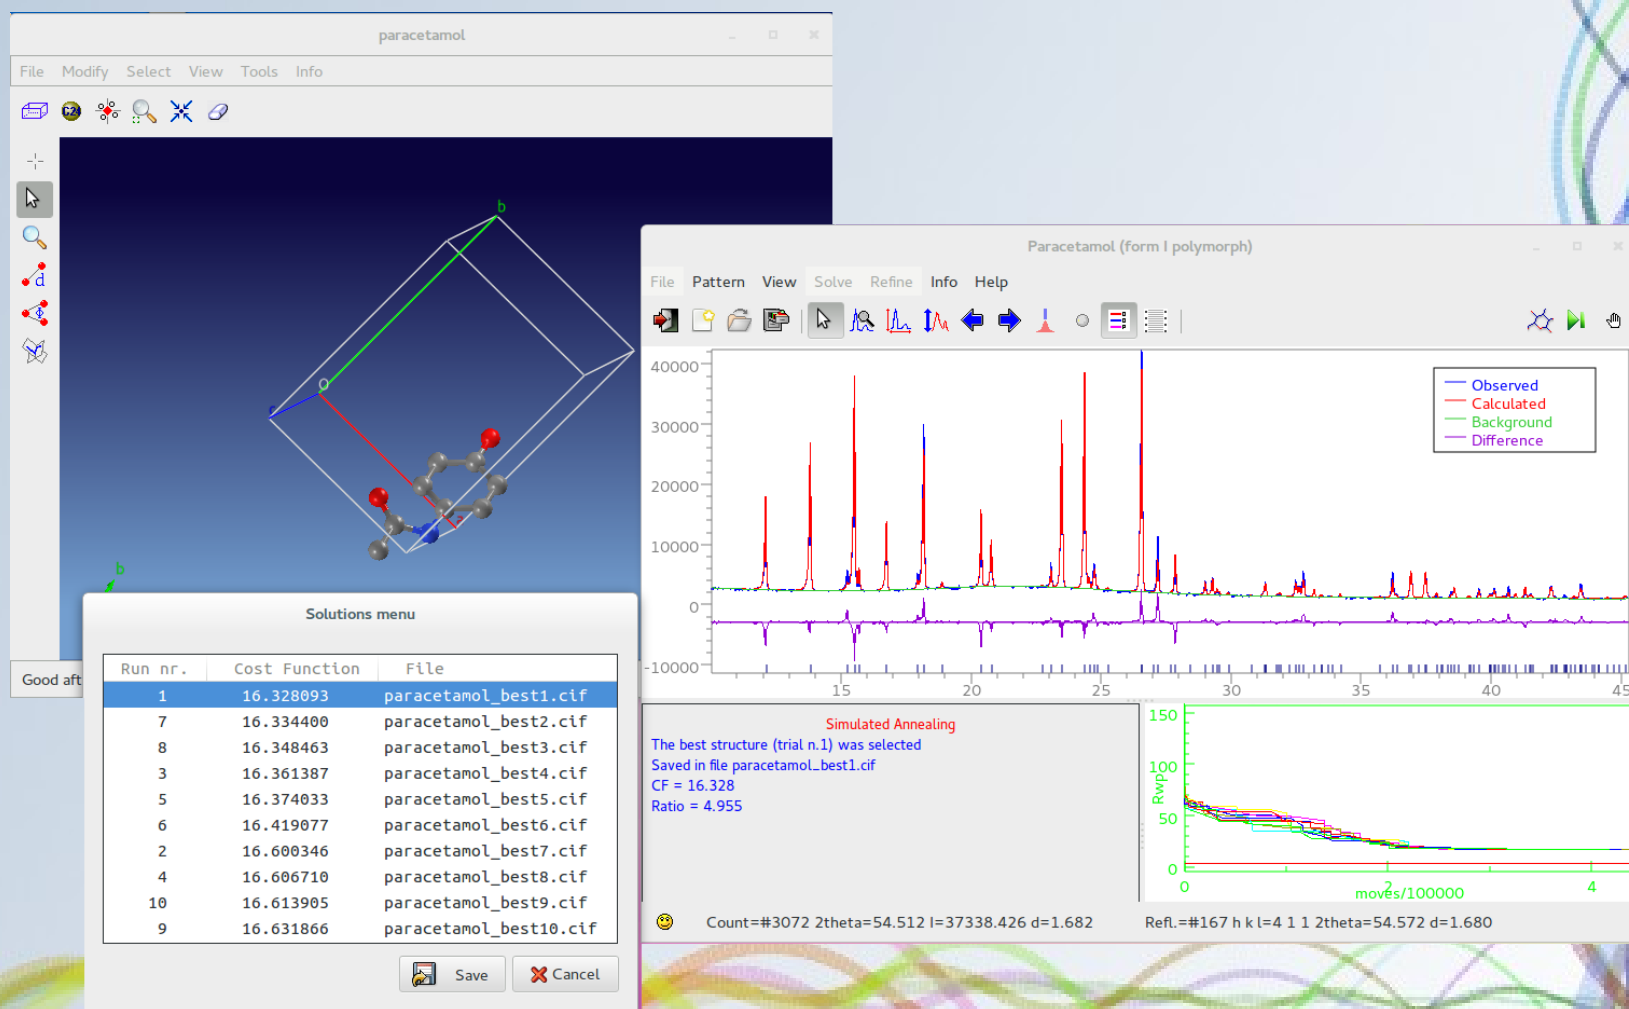 paracetamol
File Modify Select View Tools Info
b
O
c
a
b
Good aft
Solutions menu
Run nr. Cost Function File
1 16.328093 paracetamol_best1.cif
7 16.334400 paracetamol_best2.cif
8 16.348463 paracetamol_best3.cif
3 16.361387 paracetamol_best4.cif
5 16.374033 paracetamol_best5.cif
6 16.419077 paracetamol_best6.cif
2 16.600346 paracetamol_best7.cif
4 16.606710 paracetamol_best8.cif
10 16.613905 paracetamol_best9.cif
9 16.631866 paracetamol_best10.cif
Save Cancel
Paracetamol (form I polymorph)
File Pattern View Solve Refine Info Help
40000
30000
20000
10000
0
-10000
15 20 25 30 35 40 45
Observed
Calculated
Background
Difference
Simulated Annealing
The best structure (trial n.1) was selected
Saved in file paracetamol_best1.cif
CF = 16.328
Ratio = 4.955
150
100
50
0
Rwp
0 2 4
moves/100000
Count=#3072 2theta=54.512 I=37338.426 d=1.682
Refl.=#167 h k l=4 1 1 2theta=54.572 d=1.680